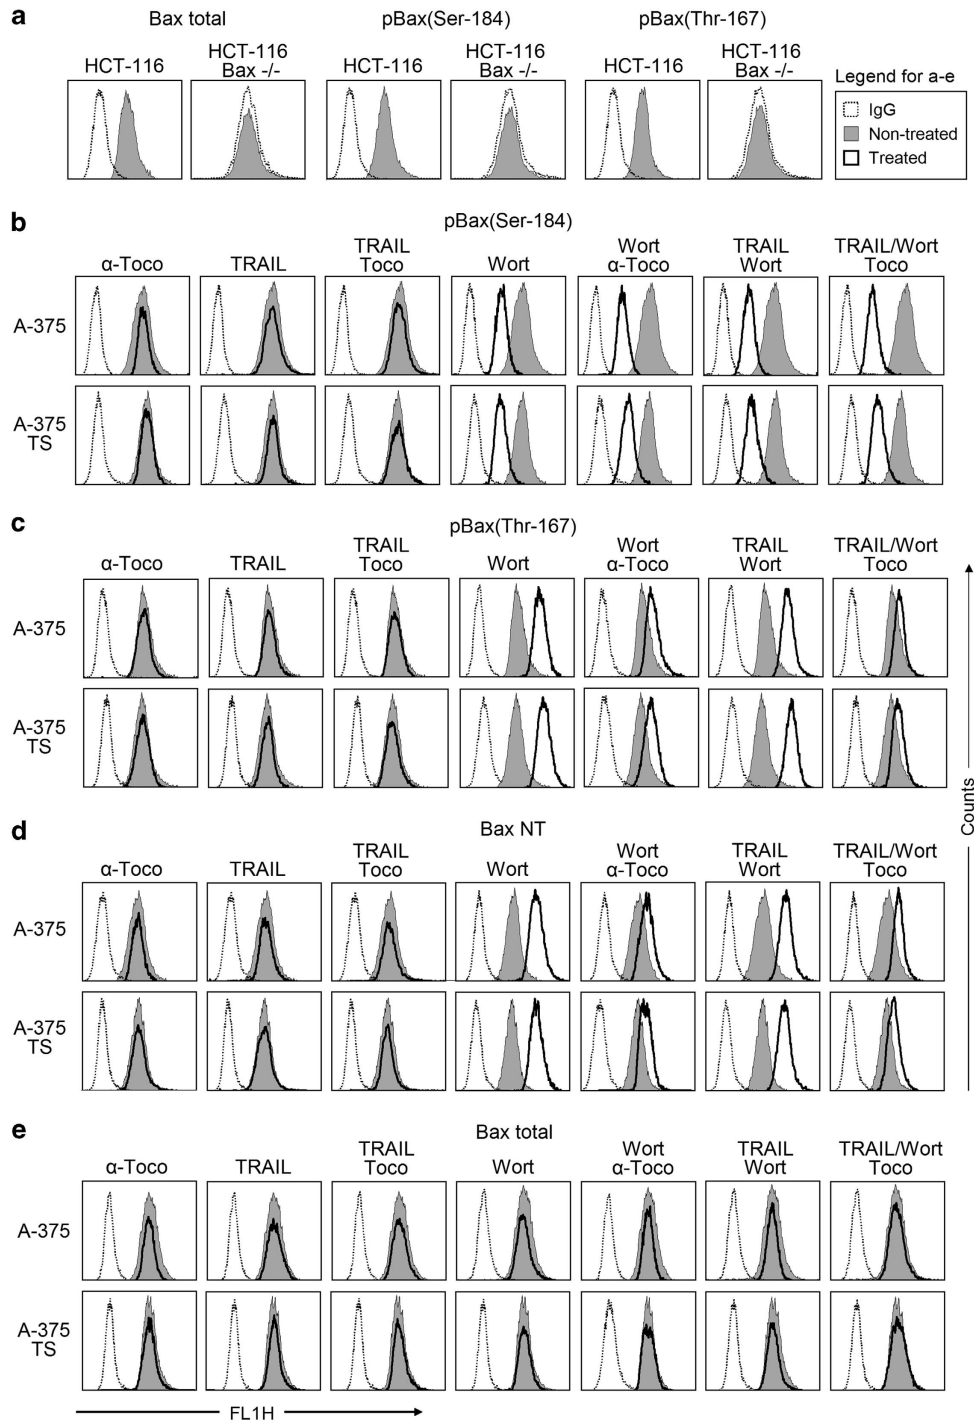 a
Bax total
pBax(Ser-184)
pBax(Thr-167)
HCT-116
HCT-116
Bax -/-
HCT-116
HCT-116
Bax -/-
HCT-116
HCT-116
Bax -/-
Legend for a-e
IgG
Non-treated
Treated
b
pBax(Ser-184)
α-Toco
TRAIL
TRAIL
Toco
Wort
Wort
α-Toco
TRAIL
Wort
TRAIL/Wort
Toco
A-375
A-375
TS
c
pBax(Thr-167)
α-Toco
TRAIL
TRAIL
Toco
Wort
Wort
α-Toco
TRAIL
Wort
TRAIL/Wort
Toco
A-375
A-375
TS
d
Bax NT
α-Toco
TRAIL
TRAIL
Toco
Wort
Wort
α-Toco
TRAIL
Wort
TRAIL/Wort
Toco
A-375
A-375
TS
Counts
e
Bax total
α-Toco
TRAIL
TRAIL
Toco
Wort
Wort
α-Toco
TRAIL
Wort
TRAIL/Wort
Toco
A-375
A-375
TS
FL1H